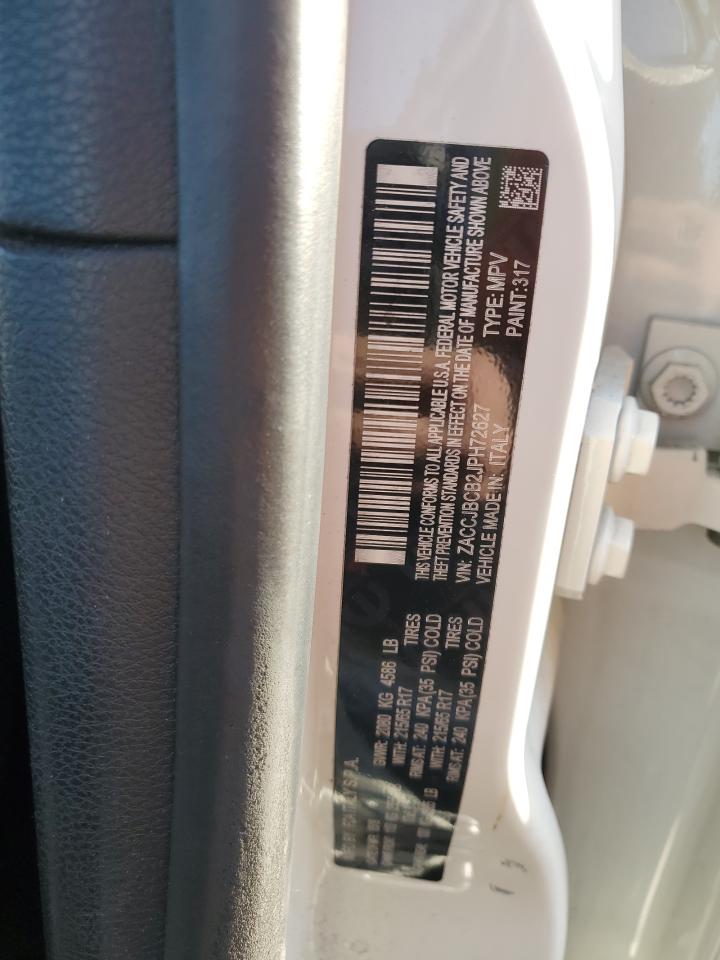 GVWR: 2080 KG 4586 LB
WITH: 215/65 R17 TIRES
RIMS AT: 240 KPA(35 PSI) COLD
WITH: 215/65 R17 TIRES
RIMS AT: 240 KPA(35 PSI) COLD
THIS VEHICLE CONFORMS TO ALL APPLICABLE U.S.A. FEDERAL MOTOR VEHICLE SAFETY AND
THEFT PREVENTION STANDARDS IN EFFECT ON THE DATE OF MANUFACTURE SHOWN ABOVE
VIN: ZACCJBCB2JPH72627 TYPE: MPV
VEHICLE MADE IN: ITALY PAINT:317